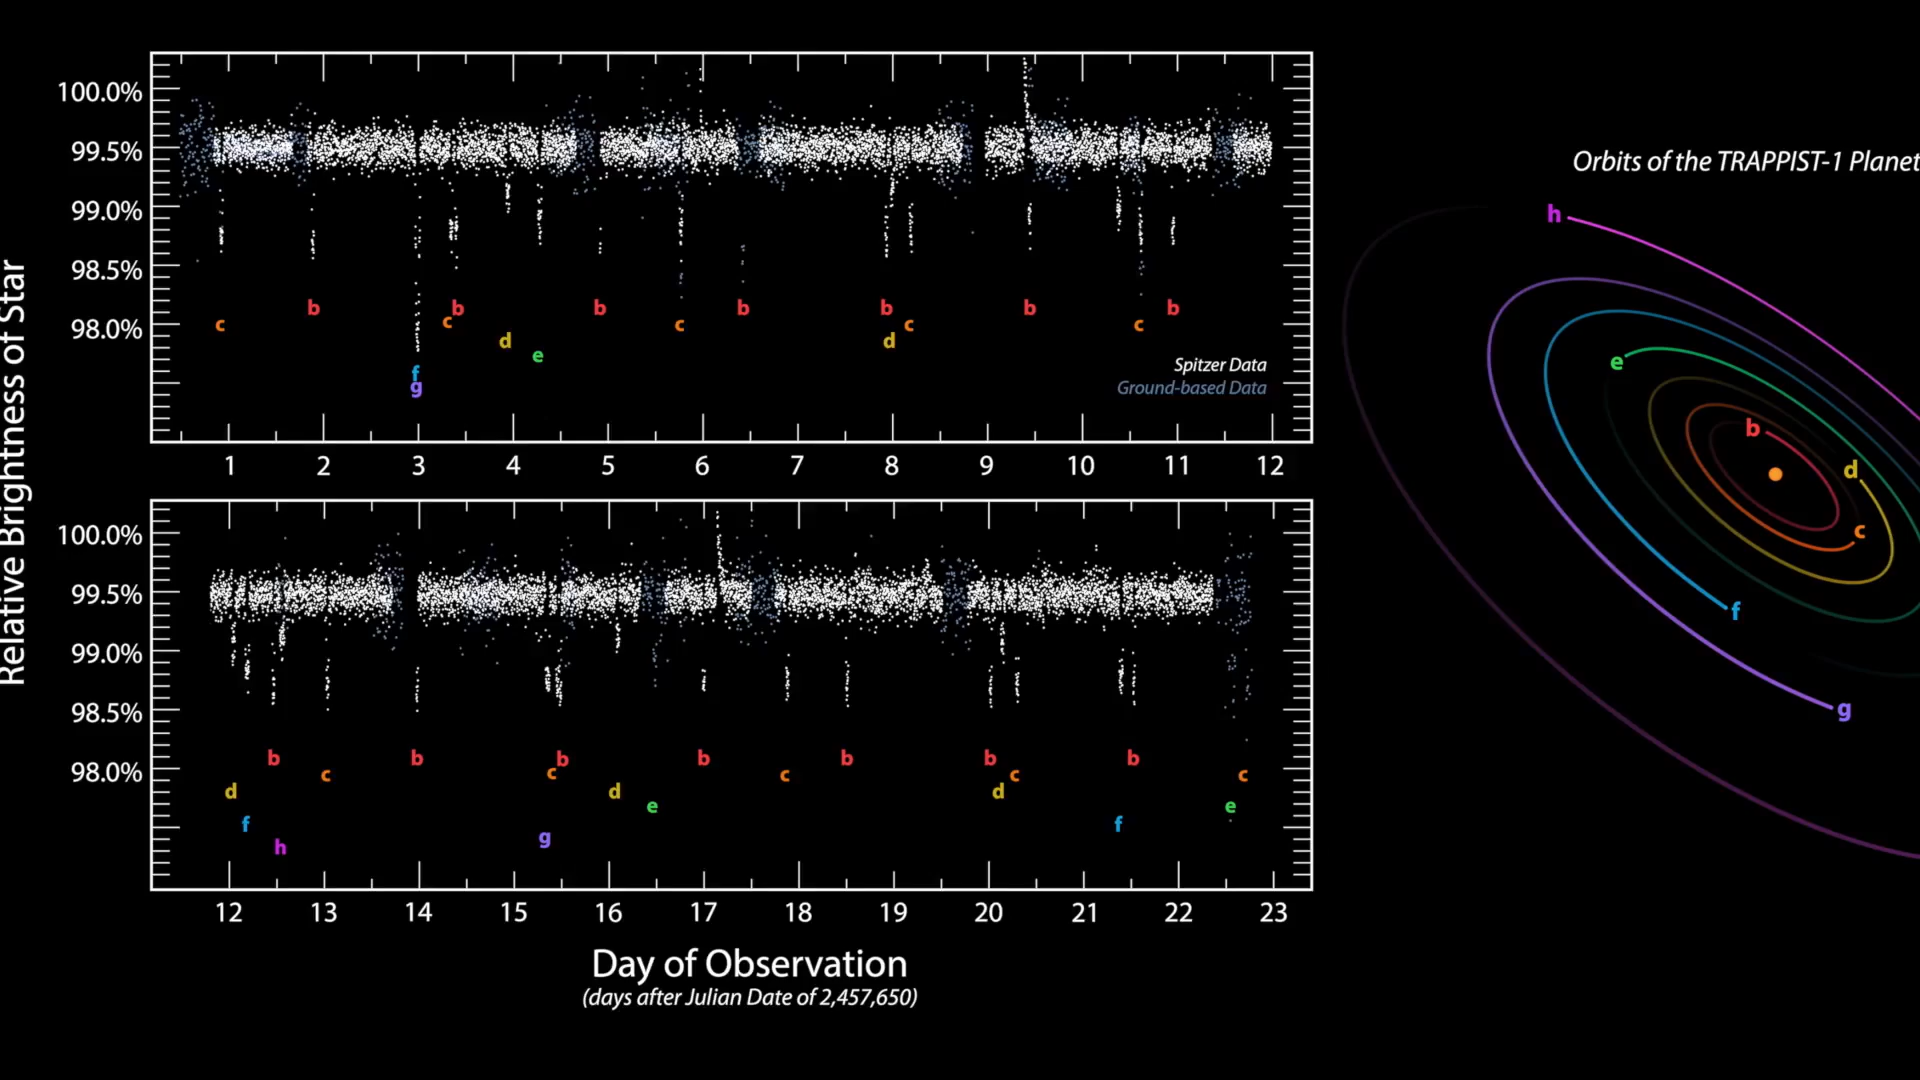 Relative Brightness of Star
100.0%
99.5%
99.0%
98.5%
98.0%
b b b b b b b
c c c c c
d d
e
f
g
Spitzer Data
Ground-based Data
1 2 3 4 5 6 7 8 9 10 11 12
100.0%
99.5%
99.0%
98.5%
98.0%
b b b b b b b
c c c c c
d d d
e e
f f
g
h
12 13 14 15 16 17 18 19 20 21 22 23
Day of Observation
(days after Julian Date of 2,457,650)
Orbits of the TRAPPIST-1 Planet
h
e
b
d
c
f
g